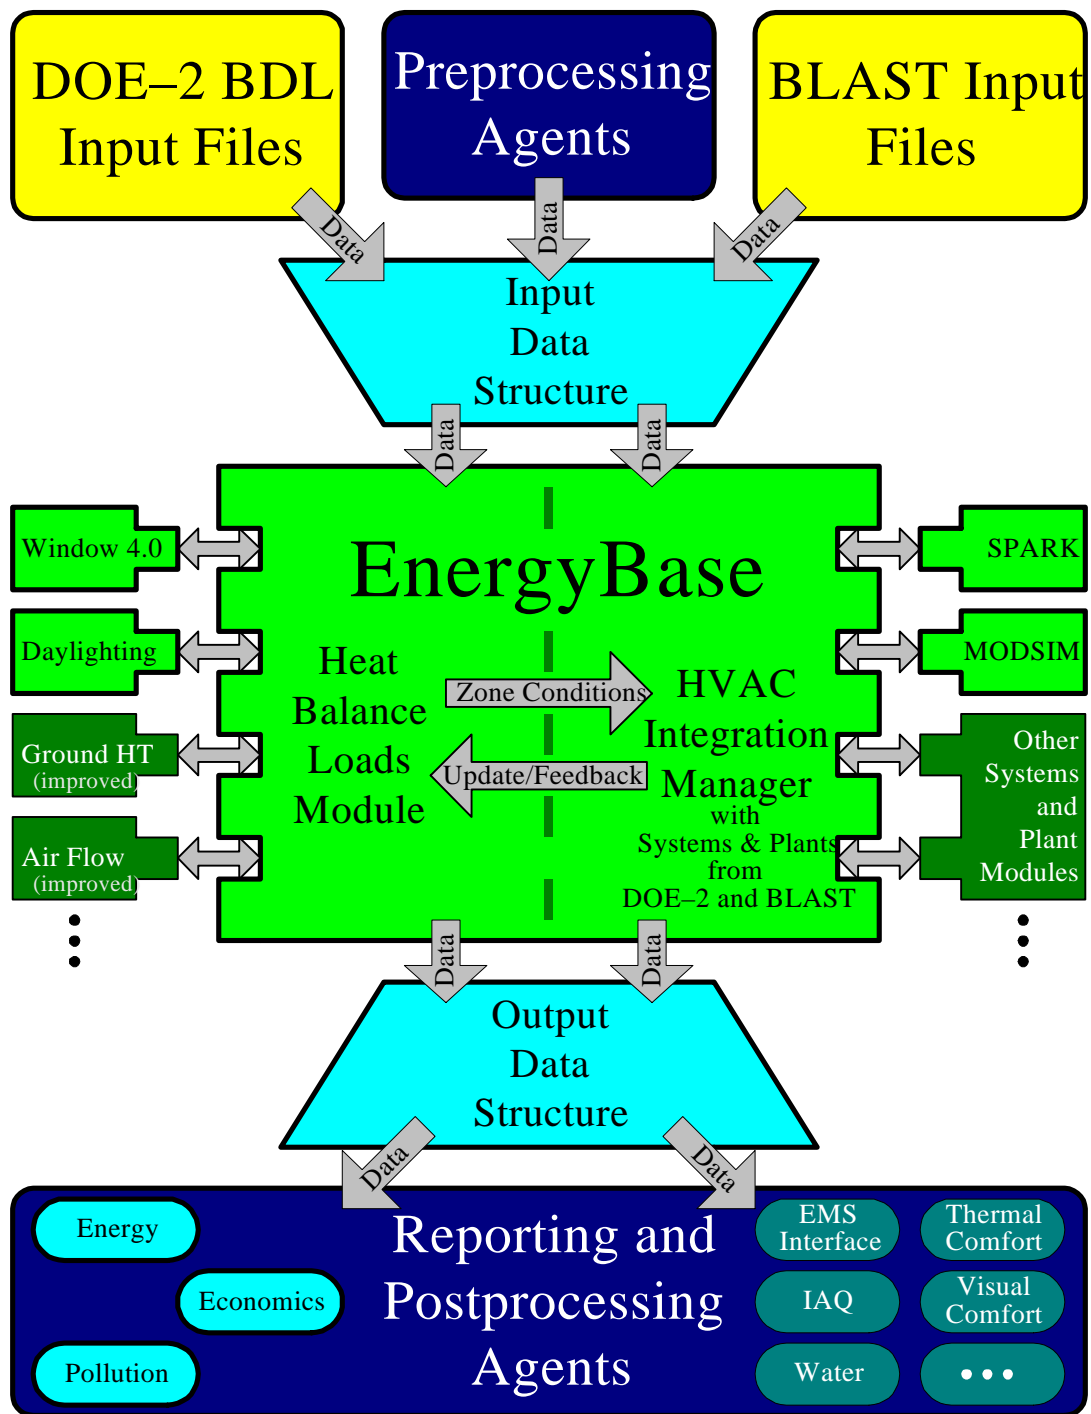 DOE–2 BDL
Input Files
Preprocessing
Agents
BLAST Input
Files
Data
Data
Data
Input
Data
Structure
Data
Data
EnergyBase
Window 4.0
Daylighting
Ground HT
(improved)
Air Flow
(improved)
Heat
Balance
Loads
Module
Zone Conditions
Update/Feedback
HVAC
Integration
Manager
with
Systems & Plants
from
DOE–2 and BLAST
SPARK
MODSIM
Other
Systems
and
Plant
Modules
Data
Data
Output
Data
Structure
Data
Data
Energy
Economics
Pollution
Reporting and
Postprocessing
Agents
EMS
Interface
Thermal
Comfort
IAQ
Visual
Comfort
Water
•••